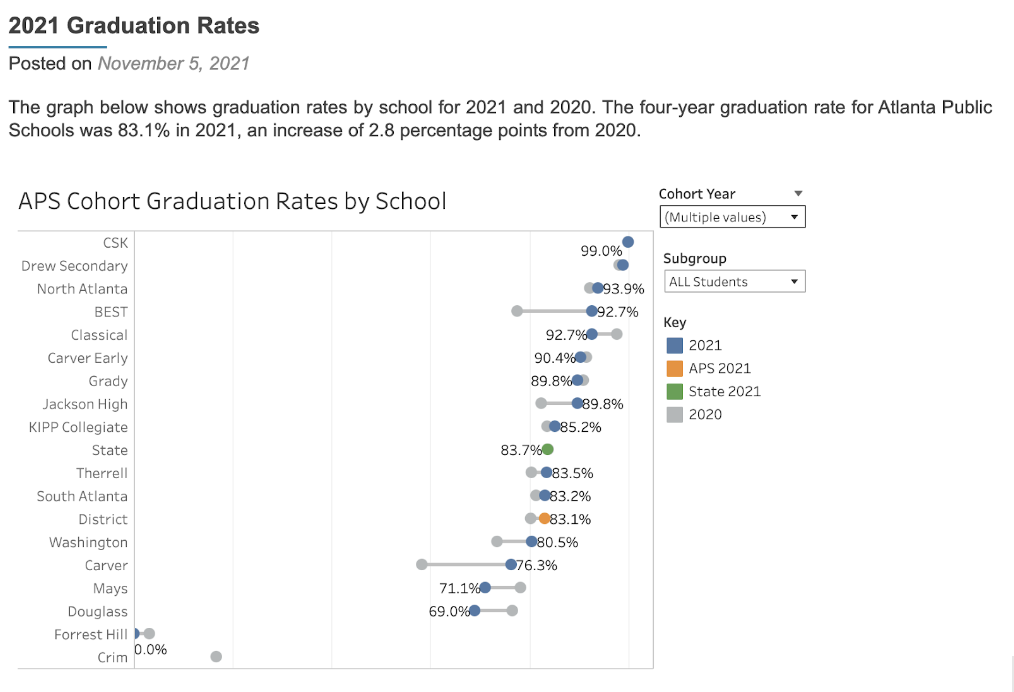 2021 Graduation Rates
Posted on November 5, 2021
The graph below shows graduation rates by school for 2021 and 2020. The four-year graduation rate for Atlanta Public
Schools was 83.1% in 2021, an increase of 2.8 percentage points from 2020.
APS Cohort Graduation Rates by School
Cohort Year
(Multiple values)
Subgroup
ALL Students
Key
2021
APS 2021
State 2021
2020
CSK
99.0%
Drew Secondary
North Atlanta 93.9%
BEST 92.7%
Classical 92.7%
Carver Early 90.4%
Grady 89.8%
Jackson High 89.8%
KIPP Collegiate 85.2%
State 83.7%
Therrell 83.5%
South Atlanta 83.2%
District 83.1%
Washington 80.5%
Carver 76.3%
Mays 71.1%
Douglass 69.0%
Forrest Hill
0.0%
Crim